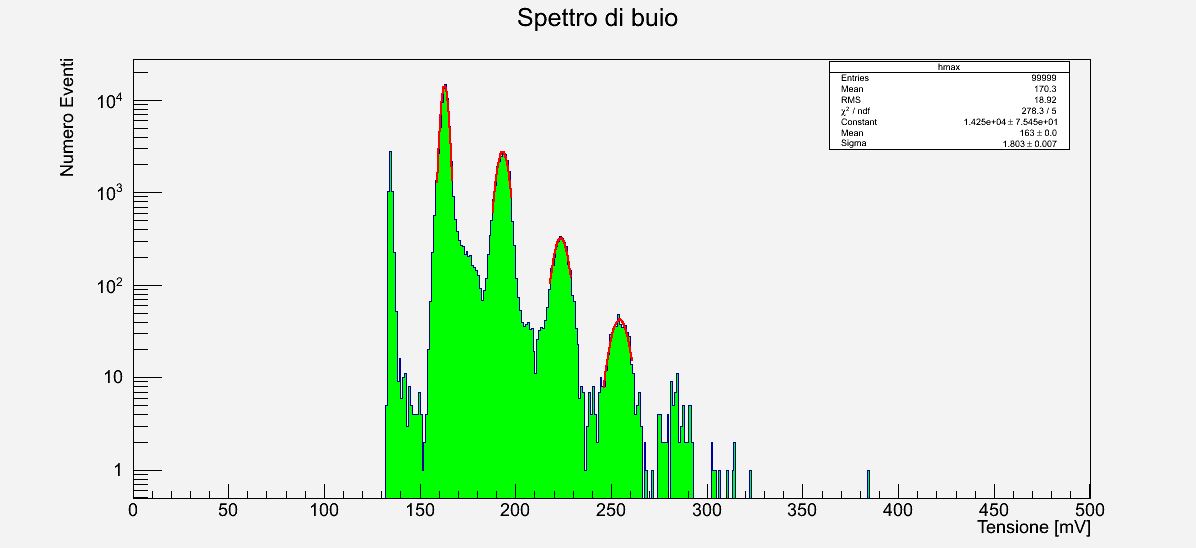 Spettro di buio
Numero Eventi
hmax
Entries 99999
Mean 170.3
RMS 18.92
χ² / ndf 278.3 / 5
Constant 1.425e+04 ± 7.545e+01
Mean 163 ± 0.0
Sigma 1.803 ± 0.007
10⁴
10³
10²
10
1
0 50 100 150 200 250 300 350 400 450 500
Tensione [mV]